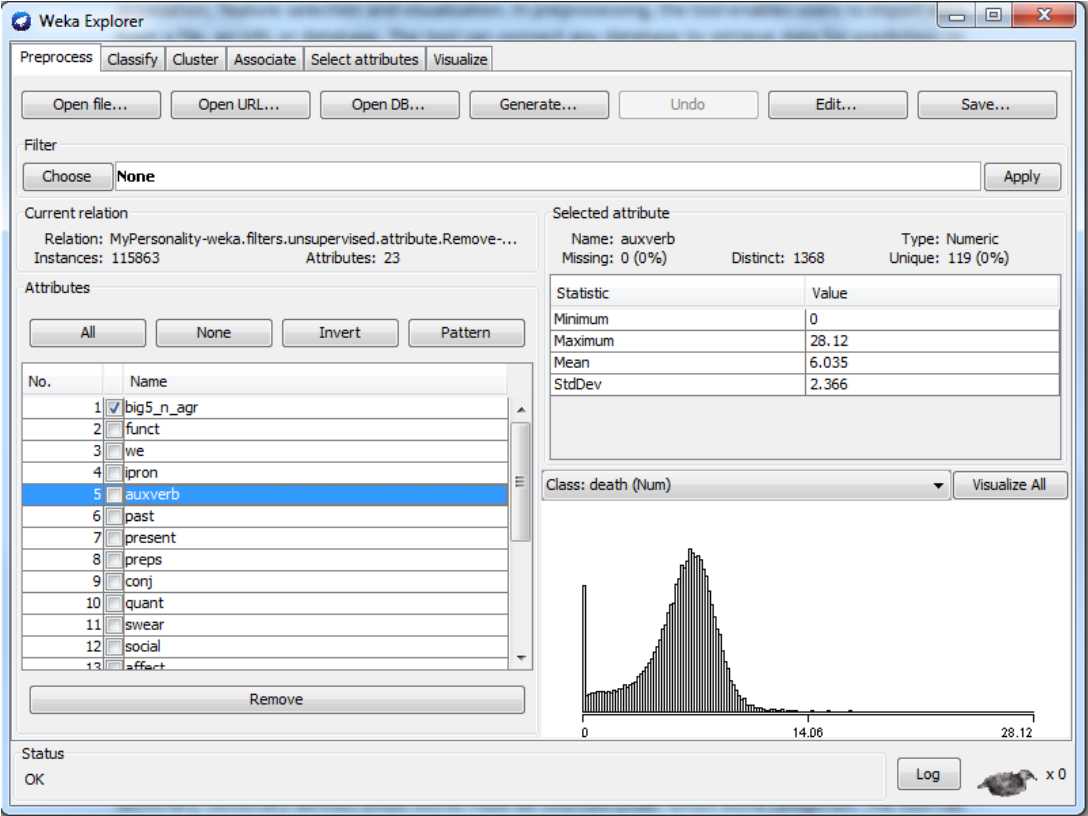 Weka Explorer
Preprocess Classify Cluster Associate Select attributes Visualize
Open file... Open URL... Open DB... Generate... Undo Edit... Save...
Filter
Choose None Apply
Current relation
Relation: MyPersonality-weka.filters.unsupervised.attribute.Remove-...
Instances: 115863 Attributes: 23
Attributes
All None Invert Pattern
No. Name
1 big5_n_agr
2 funct
3 we
4 ipron
5 auxverb
6 past
7 present
8 preps
9 conj
10 quant
11 swear
12 social
13 affect
Remove
Selected attribute
Name: auxverb Type: Numeric
Missing: 0 (0%) Distinct: 1368 Unique: 119 (0%)
Statistic Value
Minimum 0
Maximum 28.12
Mean 6.035
StdDev 2.366
Class: death (Num) Visualize All
0 14.06 28.12
Status
OK
Log x 0